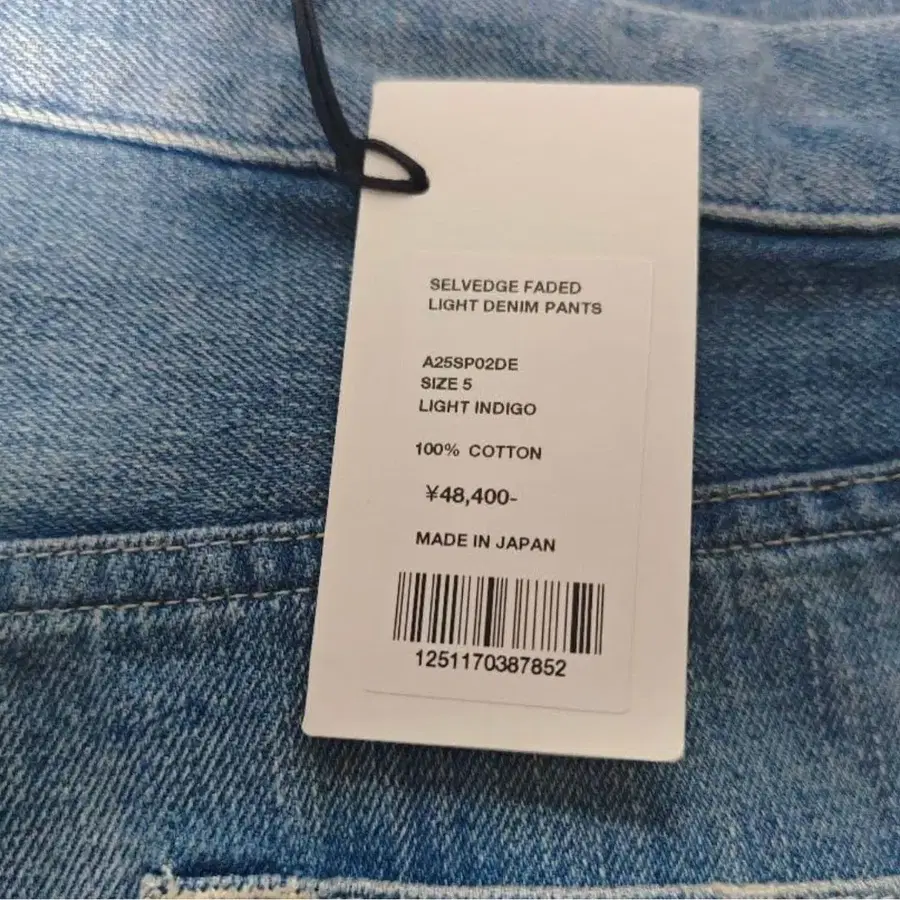 SELVEDGE FADED
LIGHT DENIM PANTS
A25SP02DE
SIZE 5
LIGHT INDIGO
100% COTTON
¥48,400-
MADE IN JAPAN
1251170387852